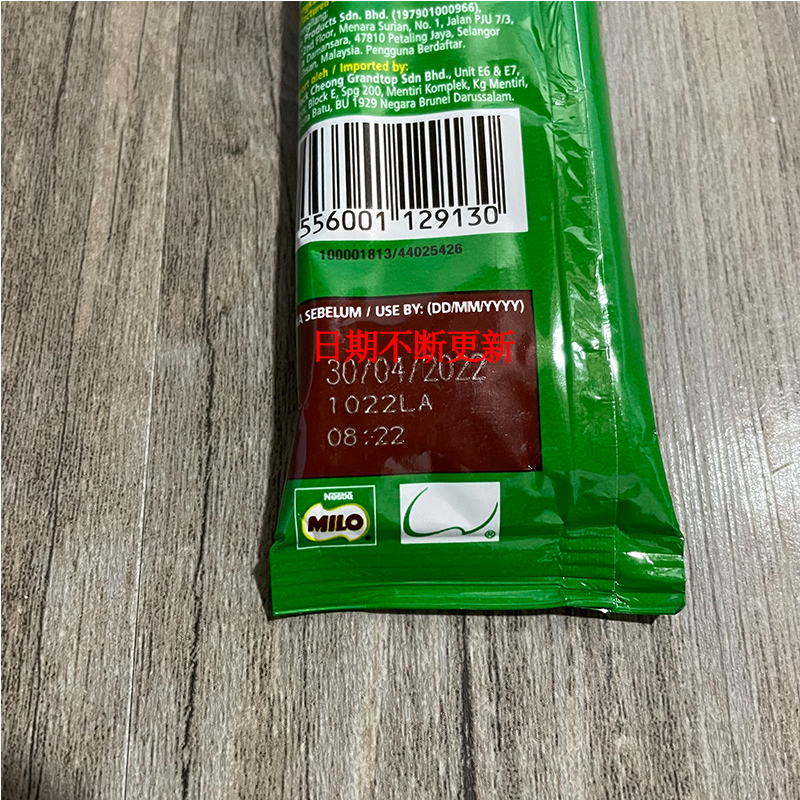 Products Sdn. Bhd. (197901000966),
2nd Floor, Menara Surian, No. 1, Jalan PJU 7/3,
Damansara, 47810 Petaling Jaya, Selangor
Malaysia. Pengguna Berdaftar.
oleh / Imported by:
Cheong Grandtop Sdn Bhd., Unit E6 & E7,
Block E, Spg 200, Mentiri Komplek, Kg Mentiri,
Batu, BU 1929 Negara Brunei Darussalam.
556001 129130
100001813/44025426
SEBELUM / USE BY: (DD/MM/YYYY)
日期不断更新
30/04/2022
1022LA
08:22
Nestlé
MILO
®